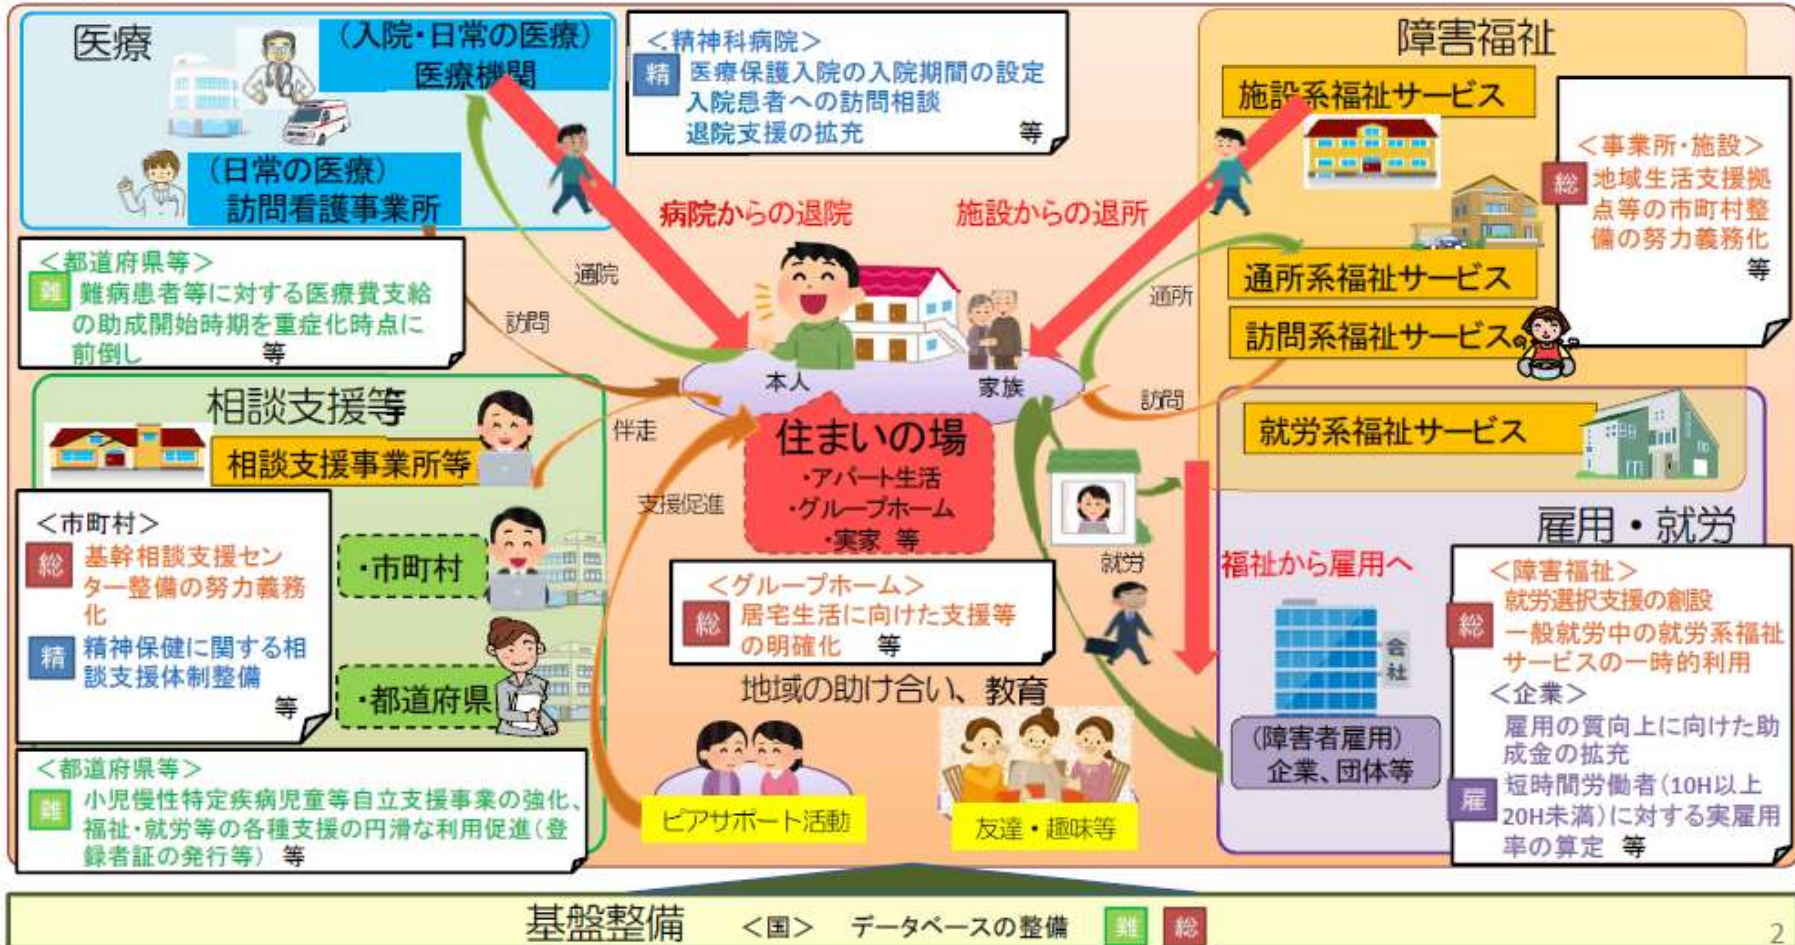 医療
(入院・日常の医療)
医療機関
(日常の医療)
訪問看護事業所
<精神科病院>
精 医療保護入院の入院期間の設定
入院患者への訪問相談
退院支援の拡充 等
障害福祉
施設系福祉サービス
通所系福祉サービス
訪問系福祉サービス
就労系福祉サービス
<事業所・施設>
総 地域生活支援拠
点等の市町村整
備の努力義務化
等
病院からの退院
施設からの退所
通院
訪問
通所
訪問
<都道府県等>
難 難病患者等に対する医療費支給
の助成開始時期を重症化時点に
前倒し 等
本人
家族
住まいの場
・アパート生活
・グループホーム
・実家 等
伴走
支援促進
相談支援等
相談支援事業所等
<市町村>
総 基幹相談支援セン
ター整備の努力義務
化
精 精神保健に関する相
談支援体制整備
等
・市町村
・都道府県
<グループホーム>
総 居宅生活に向けた支援等
の明確化 等
就労
福祉から雇用へ
雇用・就労
会社
(障害者雇用)
企業、団体等
<障害福祉>
就労選択支援の創設
総 一般就労中の就労系福祉
サービスの一時的利用
<企業>
雇用の質向上に向けた助
成金の拡充
雇 短時間労働者(10H以上
20H未満)に対する実雇用
率の算定 等
地域の助け合い、教育
ピアサポート活動
友達・趣味等
<都道府県等>
難 小児慢性特定疾病児童等自立支援事業の強化、
福祉・就労等の各種支援の円滑な利用促進(登
録者証の発行等) 等
基盤整備 <国> データベースの整備 難 総
2